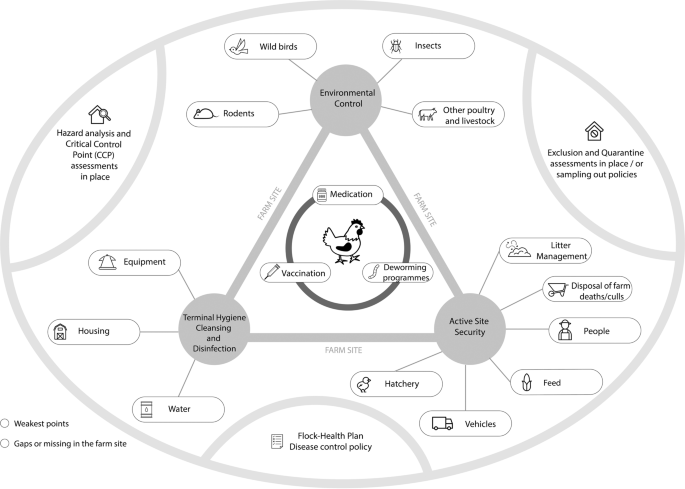 Wild birds
Insects
Environmental
Control
Rodents
Other poultry
and livestock
Hazard analysis and
Critical Control
Point (CCP)
assessments
in place
Exclusion and Quarantine
assessments in place / or
sampling out policies
FARM SITE
FARM SITE
Medication
Vaccination
Deworming
programmes
Equipment
Housing
Water
Terminal Hygiene
Cleansing
and
Disinfection
FARM SITE
Active Site
Security
Litter
Management
Disposal of farm
deaths/culls
People
Feed
Hatchery
Vehicles
Flock-Health Plan
Disease control policy
Weakest points
Gaps or missing in the farm site